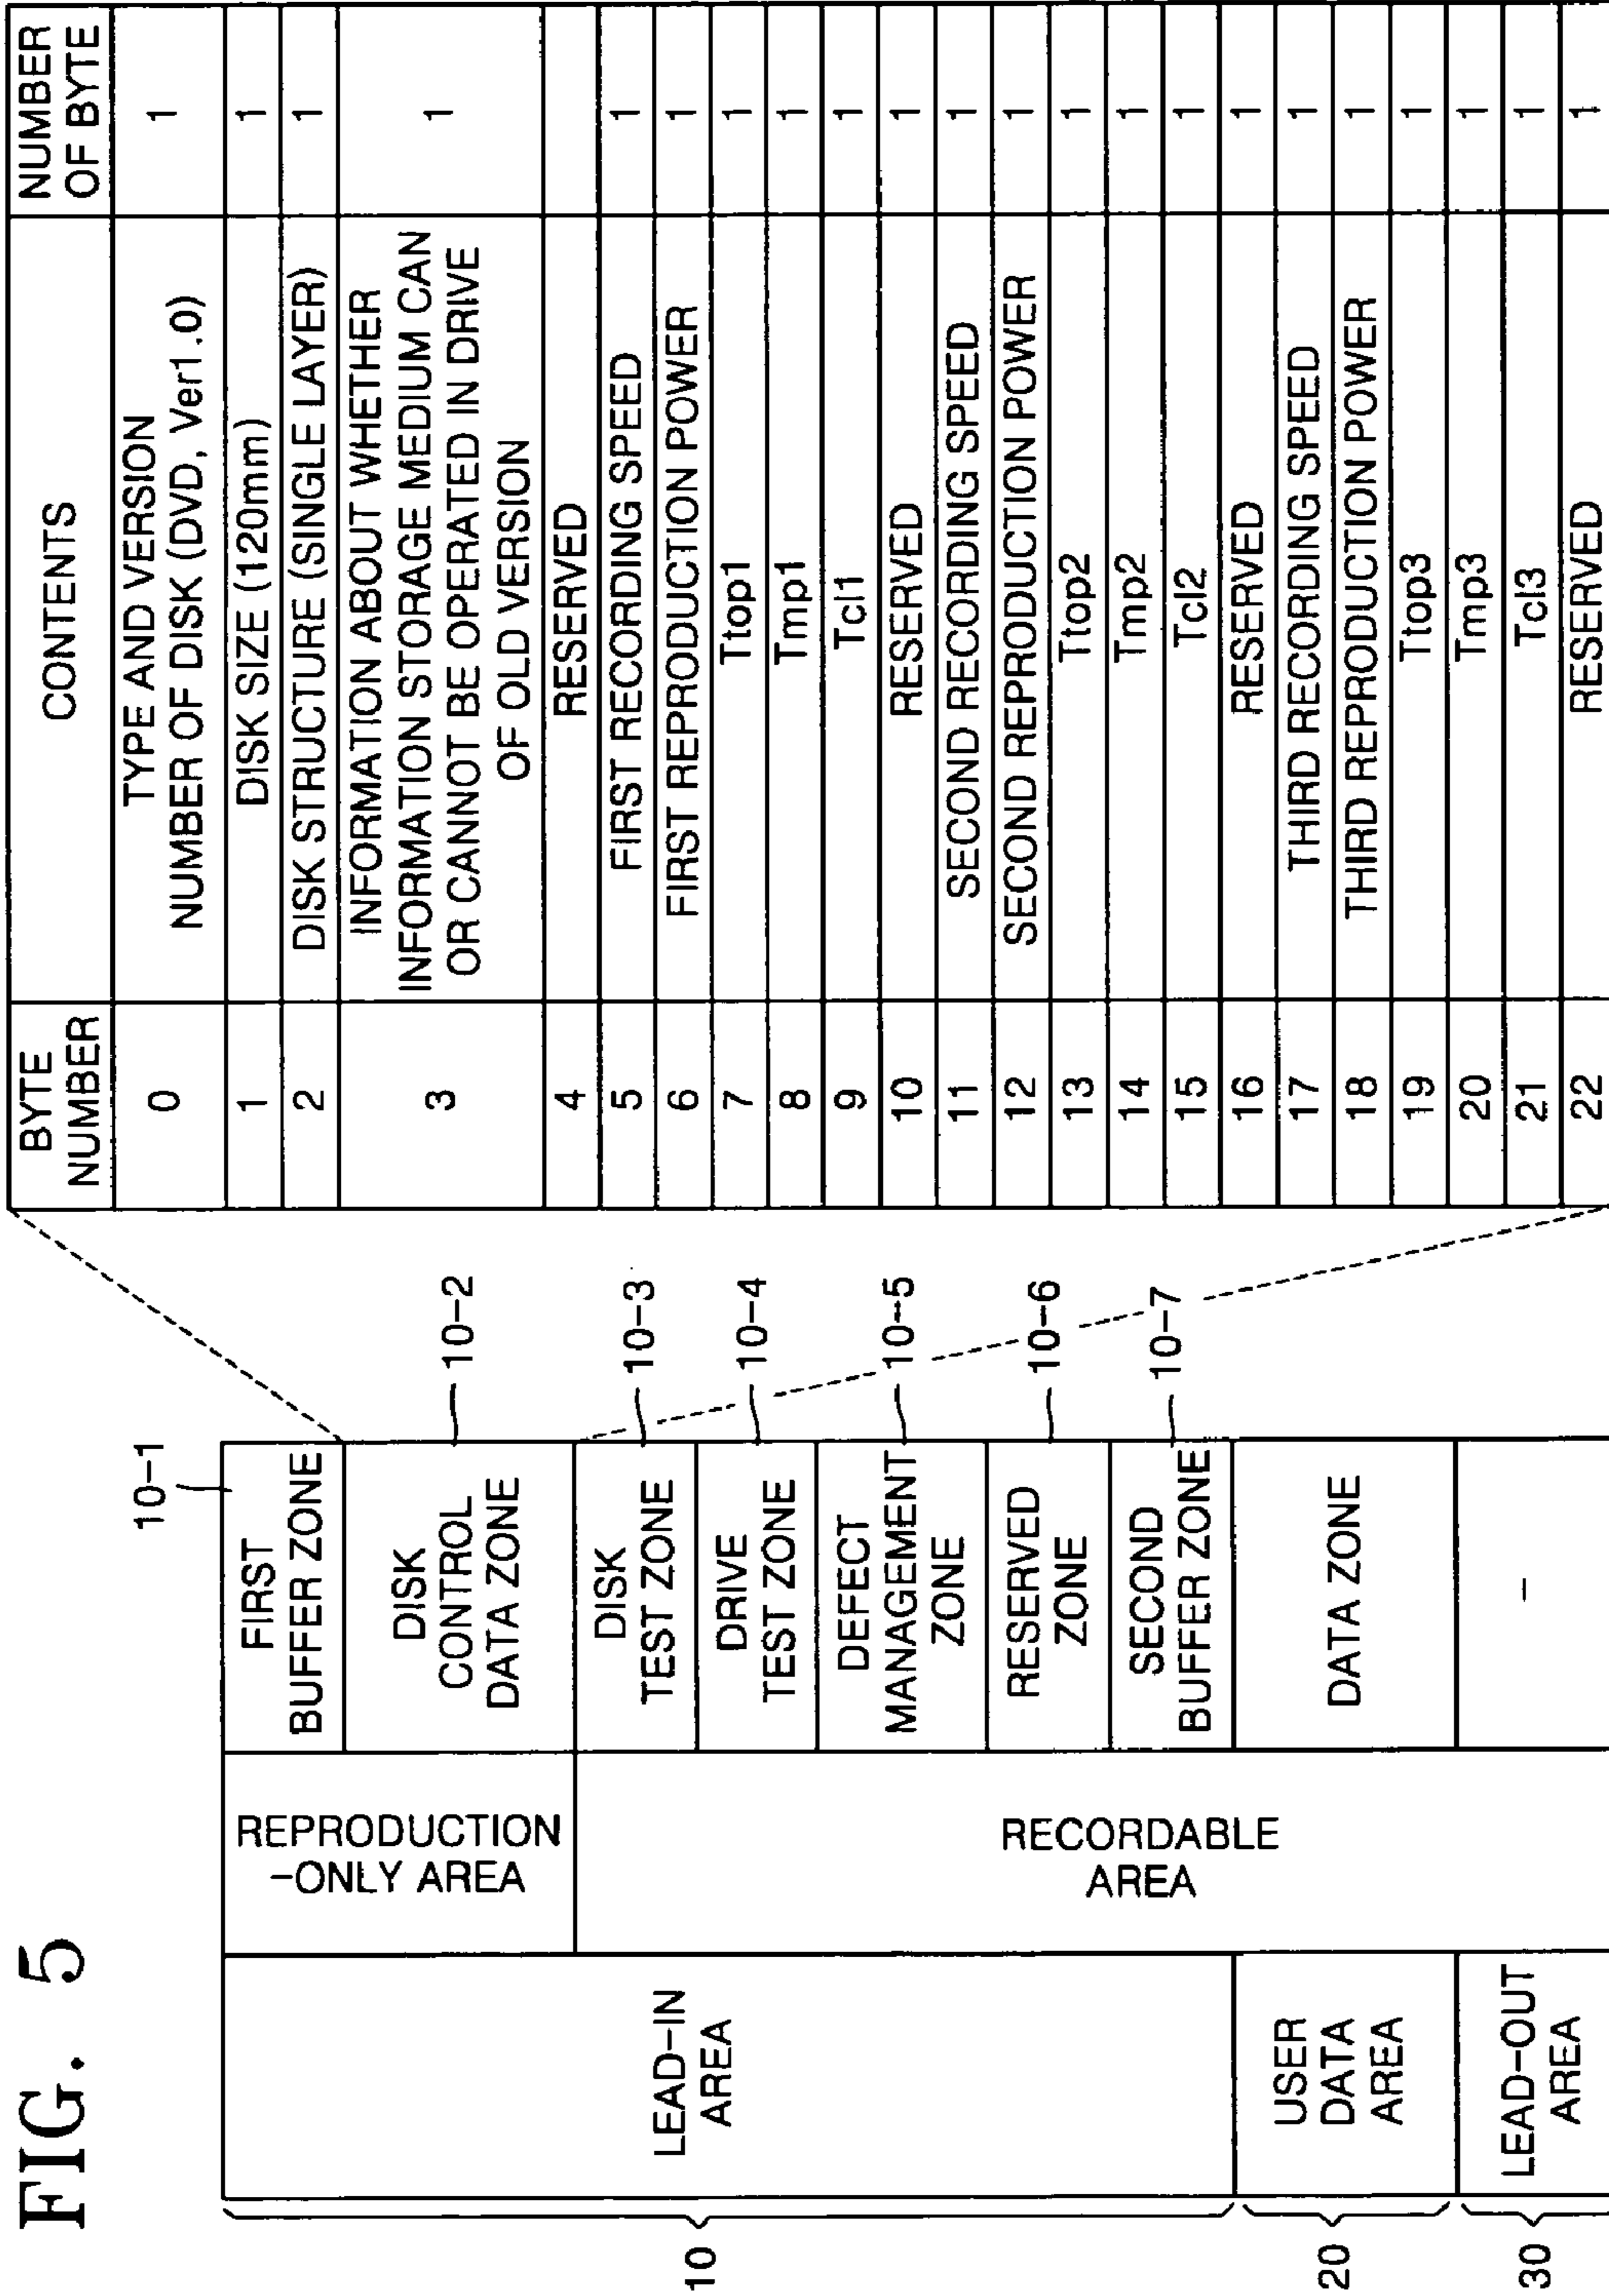 FIG. 5
10
20
30
LEAD-IN
AREA
USER
DATA
AREA
LEAD-OUT
AREA
REPRODUCTION
-ONLY AREA
RECORDABLE
AREA
FIRST
BUFFER ZONE
DISK
CONTROL
DATA ZONE
DISK
TEST ZONE
DRIVE
TEST ZONE
DEFECT
MANAGEMENT
ZONE
RESERVED
ZONE
SECOND
BUFFER ZONE
DATA ZONE
–
10-1
10-2
10-3
10-4
10-5
10-6
10-7
BYTE
NUMBER
CONTENTS
NUMBER
OF BYTE
0
TYPE AND VERSION
NUMBER OF DISK (DVD, Ver1.0)
1
1 DISK SIZE (120mm) 1
2 DISK STRUCTURE (SINGLE LAYER) 1
3
INFORMATION ABOUT WHETHER
INFORMATION STORAGE MEDIUM CAN
OR CANNOT BE OPERATED IN DRIVE
OF OLD VERSION
1
4 RESERVED
5 FIRST RECORDING SPEED 1
6 FIRST REPRODUCTION POWER 1
7 Ttop1 1
8 Tmp1 1
9 Tcl1 1
10 RESERVED 1
11 SECOND RECORDING SPEED 1
12 SECOND REPRODUCTION POWER 1
13 Ttop2 1
14 Tmp2 1
15 Tcl2 1
16 RESERVED 1
17 THIRD RECORDING SPEED 1
18 THIRD REPRODUCTION POWER 1
19 Ttop3 1
20 Tmp3 1
21 Tcl3 1
22 RESERVED 1